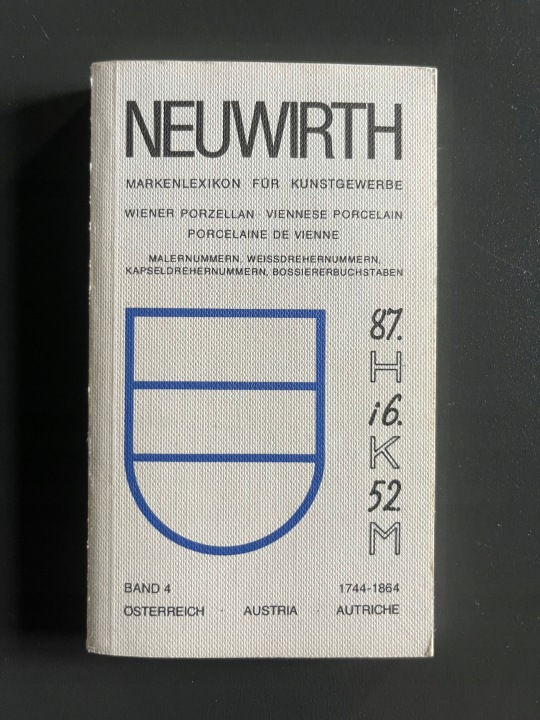 NEUWIRTH
MARKENLEXIKON FÜR KUNSTGEWERBE
WIENER PORZELLAN · VIENNESE PORCELAIN
PORCELAINE DE VIENNE
MALERNUMMERN, WEISSDREHERNUMMERN,
KAPSELDREHERNUMMERN, BOSSIERERBUCHSTABEN
87.
H
i6.
K
52.
M
BAND 4 1744-1864
ÖSTERREICH · AUSTRIA · AUTRICHE